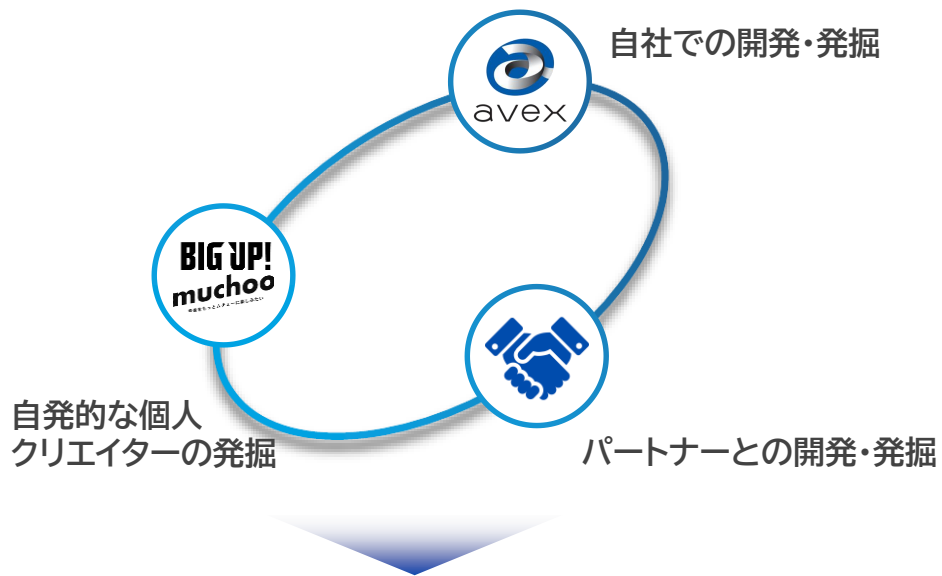 自社での開発・発掘
avex
BIG UP!
muchoo
自発的な個人
クリエイターの発掘
パートナーとの開発・発掘